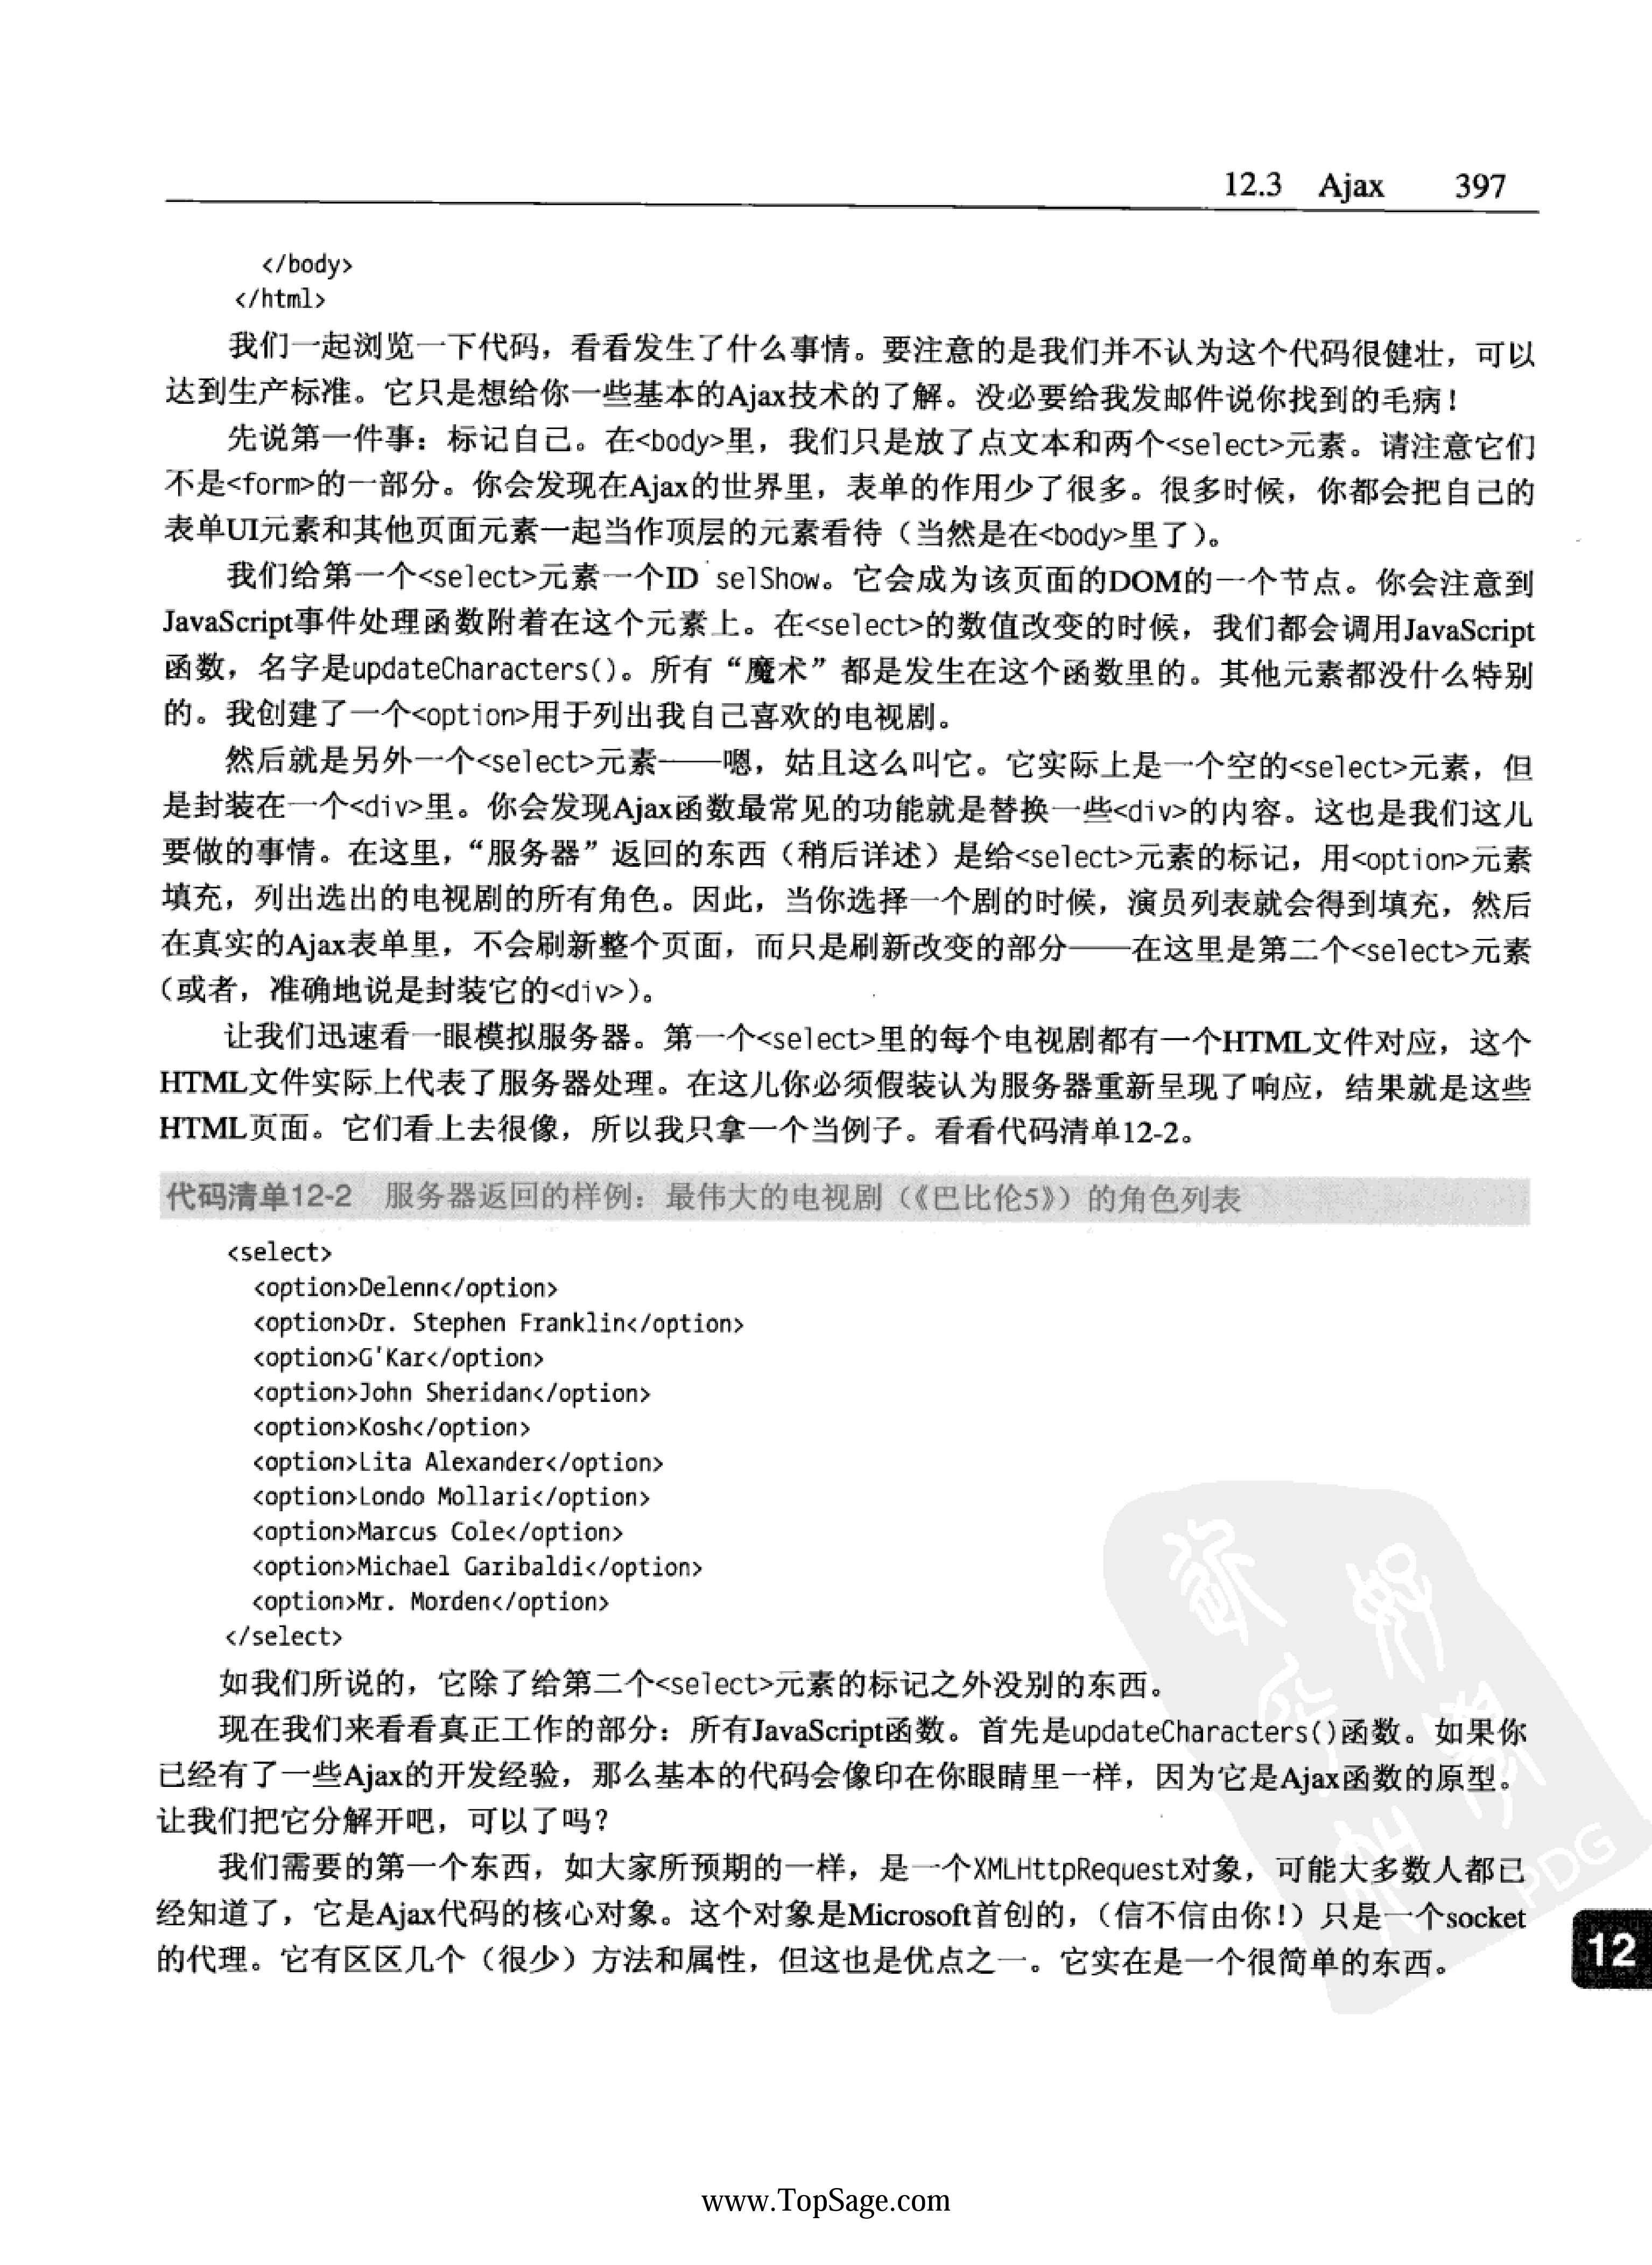 12.3 Ajax 397
</body>
</html>
我们一起浏览一下代码，看看发生了什么事情。要注意的是我们并不认为这个代码很健壮，可以
达到生产标准。它只是想给你一些基本的Ajax技术的了解。没必要给我发邮件说你找到的毛病！
先说第一件事：标记自己。在<body>里，我们只是放了点文本和两个<select>元素。请注意它们
不是<form>的一部分。你会发现在Ajax的世界里，表单的作用少了很多。很多时候，你都会把自己的
表单UI元素和其他页面元素一起当作顶层的元素看待（当然是在<body>里了）。
我们给第一个<select>元素一个ID selShow。它会成为该页面的DOM的一个节点。你会注意到
JavaScript事件处理函数附着在这个元素上。在<select>的数值改变的时候，我们都会调用JavaScript
函数，名字是updateCharacters()。所有“魔术”都是发生在这个函数里的。其他元素都没什么特别
的。我创建了一个<option>用于列出我自己喜欢的电视剧。
然后就是另外一个<select>元素——嗯，姑且这么叫它。它实际上是一个空的<select>元素，但
是封装在一个<div>里。你会发现Ajax函数最常见的功能就是替换一些<div>的内容。这也是我们这儿
要做的事情。在这里，“服务器”返回的东西（稍后详述）是给<select>元素的标记，用<option>元素
填充，列出选出的电视剧的所有角色。因此，当你选择一个剧的时候，演员列表就会得到填充，然后
在真实的Ajax表单里，不会刷新整个页面，而只是刷新改变的部分——在这里是第二个<select>元素
（或者，准确地说是封装它的<div>）。
让我们迅速看一眼模拟服务器。第一个<select>里的每个电视剧都有一个HTML文件对应，这个
HTML文件实际上代表了服务器处理。在这儿你必须假装认为服务器重新呈现了响应，结果就是这些
HTML页面。它们看上去很像，所以我只拿一个当例子。看看代码清单12-2。
代码清单12-2 服务器返回的样例：最伟大的电视剧（《巴比伦5》）的角色列表
<select>
<option>Delenn</option>
<option>Dr. Stephen Franklin</option>
<option>G'Kar</option>
<option>John Sheridan</option>
<option>Kosh</option>
<option>Lita Alexander</option>
<option>Londo Mollari</option>
<option>Marcus Cole</option>
<option>Michael Garibaldi</option>
<option>Mr. Morden</option>
</select>
如我们所说的，它除了给第二个<select>元素的标记之外没别的东西。
现在我们来看看真正工作的部分：所有JavaScript函数。首先是updateCharacters()函数。如果你
已经有了一些Ajax的开发经验，那么基本的代码会像印在你眼睛里一样，因为它是Ajax函数的原型。
让我们把它分解开吧，可以了吗？
我们需要的第一个东西，如大家所预期的一样，是一个XMLHttpRequest对象，可能大多数人都已
经知道了，它是Ajax代码的核心对象。这个对象是Microsoft首创的，（信不信由你！）只是一个socket
的代理。它有区区几个（很少）方法和属性，但这也是优点之一。它实在是一个很简单的东西。
PDG
12
www.TopSage.com